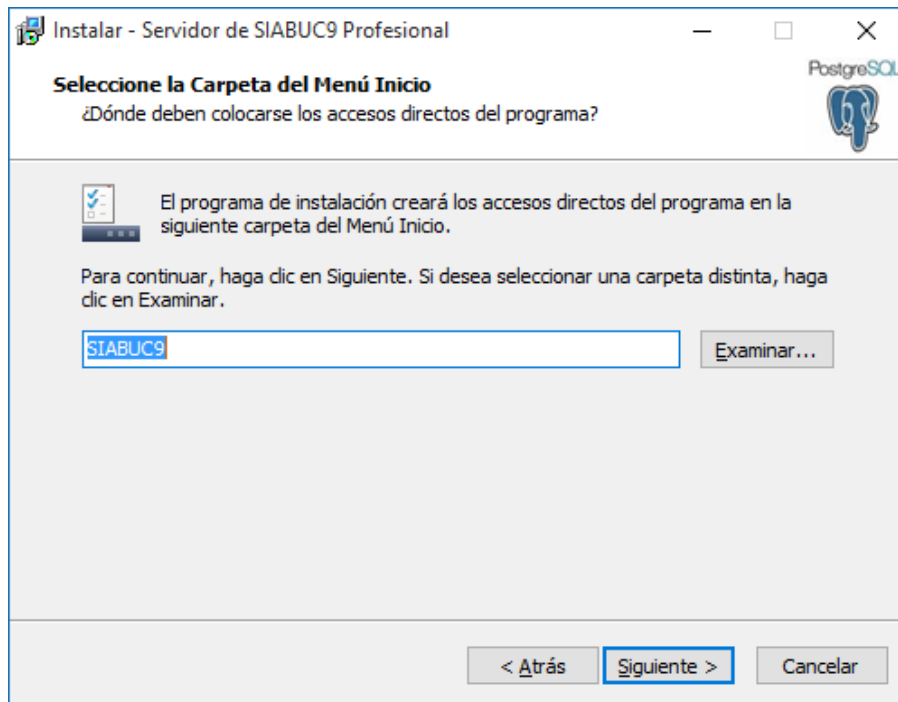 Instalar - Servidor de SIABUC9 Profesional
PostgreSQL
Seleccione la Carpeta del Menú Inicio
¿Dónde deben colocarse los accesos directos del programa?
El programa de instalación creará los accesos directos del programa en la
siguiente carpeta del Menú Inicio.
Para continuar, haga clic en Siguiente. Si desea seleccionar una carpeta distinta, haga
clic en Examinar.
SIABUC9
Examinar...
< Atrás
Siguiente >
Cancelar